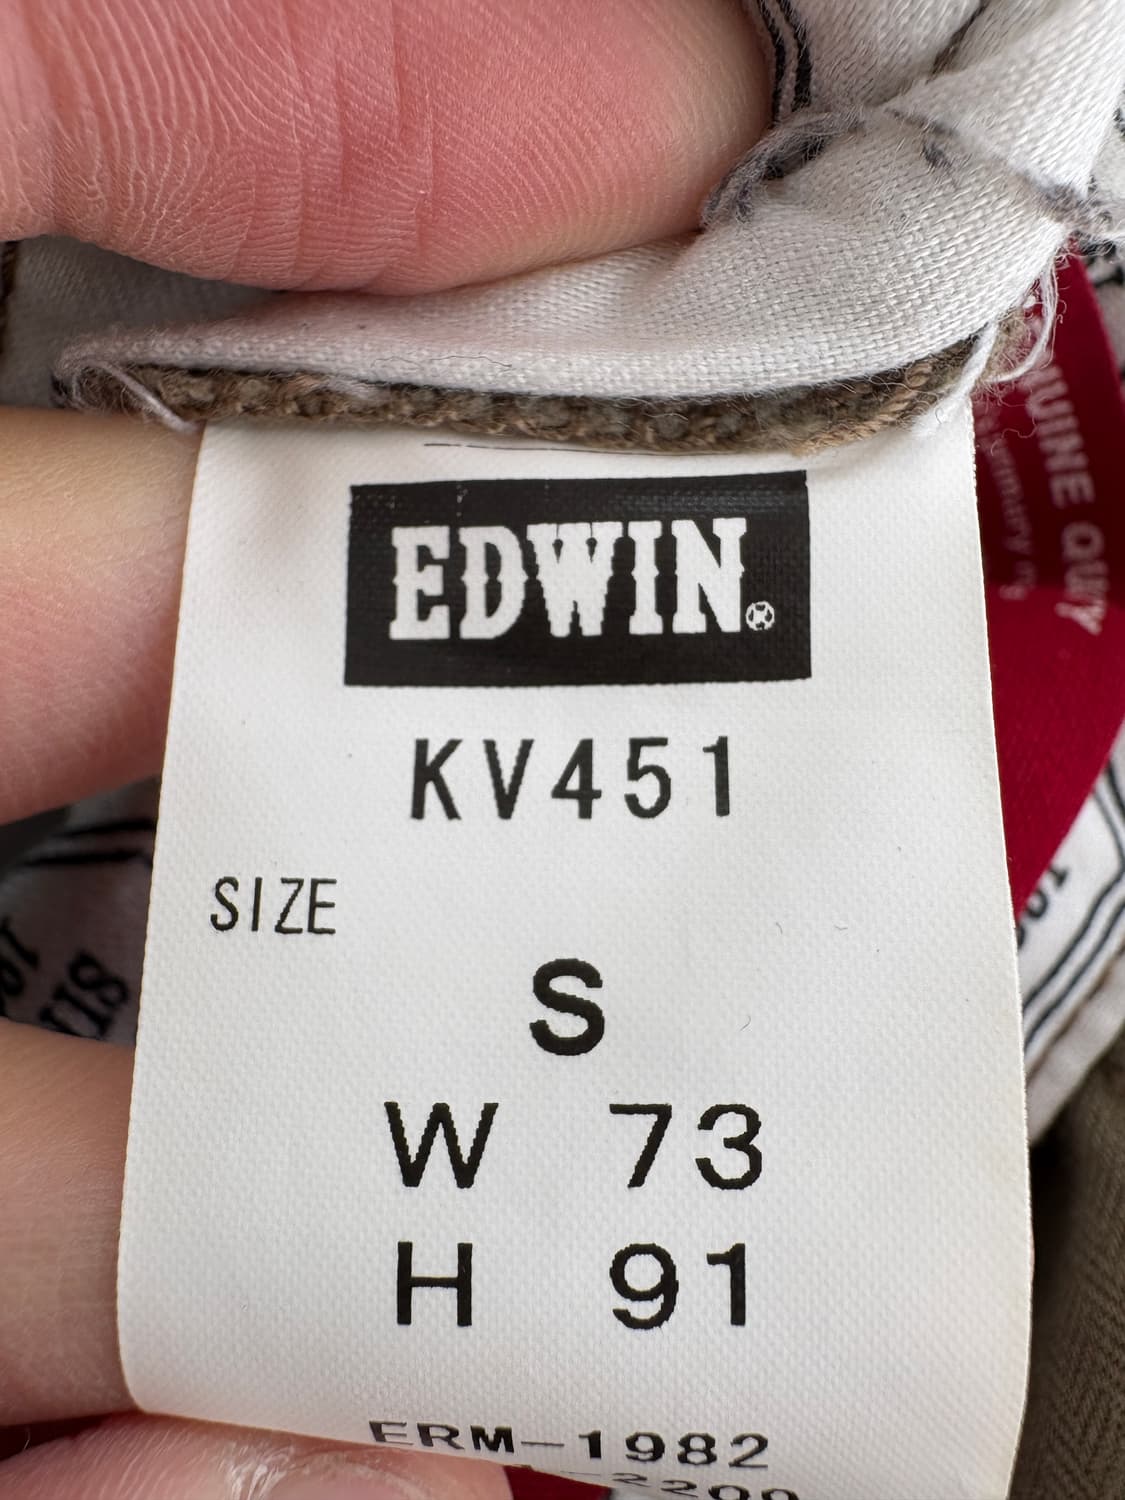 EDWIN®
KV451
SIZE
S
W 73
H 91
ERM-1982